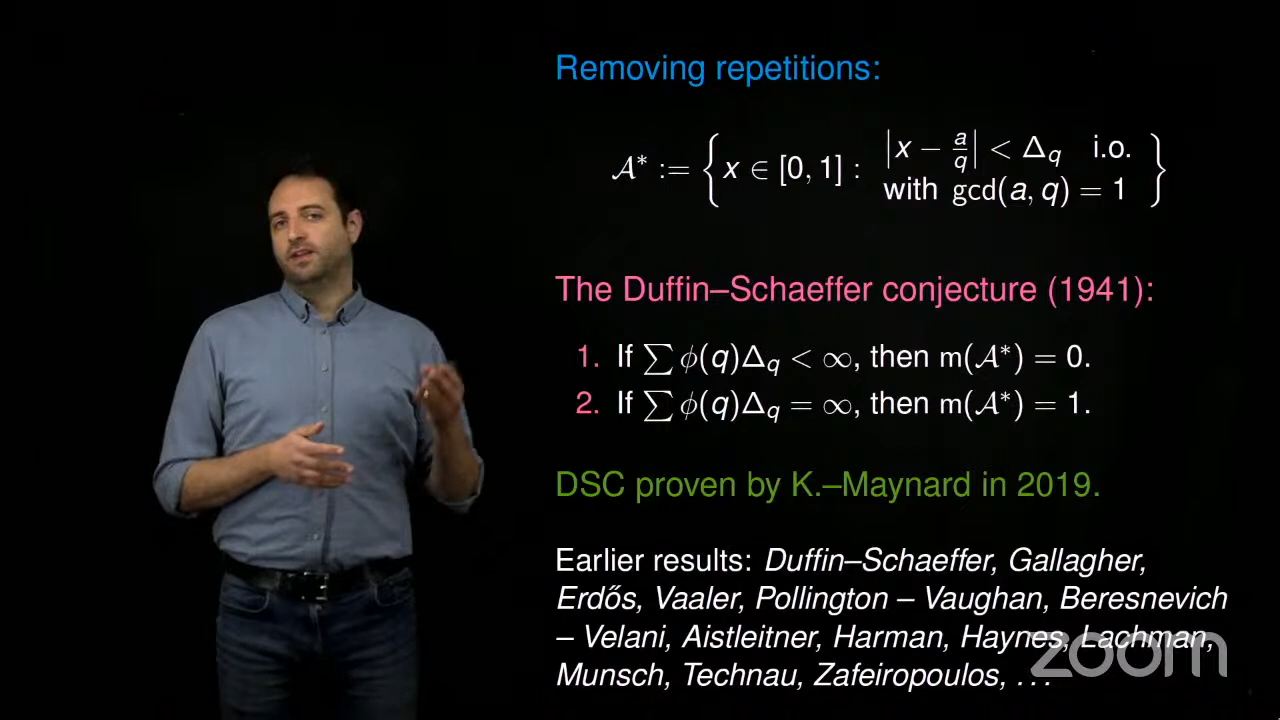 Removing repetitions:
𝒜* := { x ∈ [0, 1] : |x − a/q| < Δ_q i.o.
with gcd(a, q) = 1 }
The Duffin–Schaeffer conjecture (1941):
1. If ∑ ϕ(q)Δ_q < ∞, then m(𝒜*) = 0.
2. If ∑ ϕ(q)Δ_q = ∞, then m(𝒜*) = 1.
DSC proven by K.–Maynard in 2019.
Earlier results: Duffin–Schaeffer, Gallagher,
Erdős, Vaaler, Pollington – Vaughan, Beresnevich
– Velani, Aistleitner, Harman, Haynes, Lachman,
Munsch, Technau, Zafeiropoulos, ...
zoom